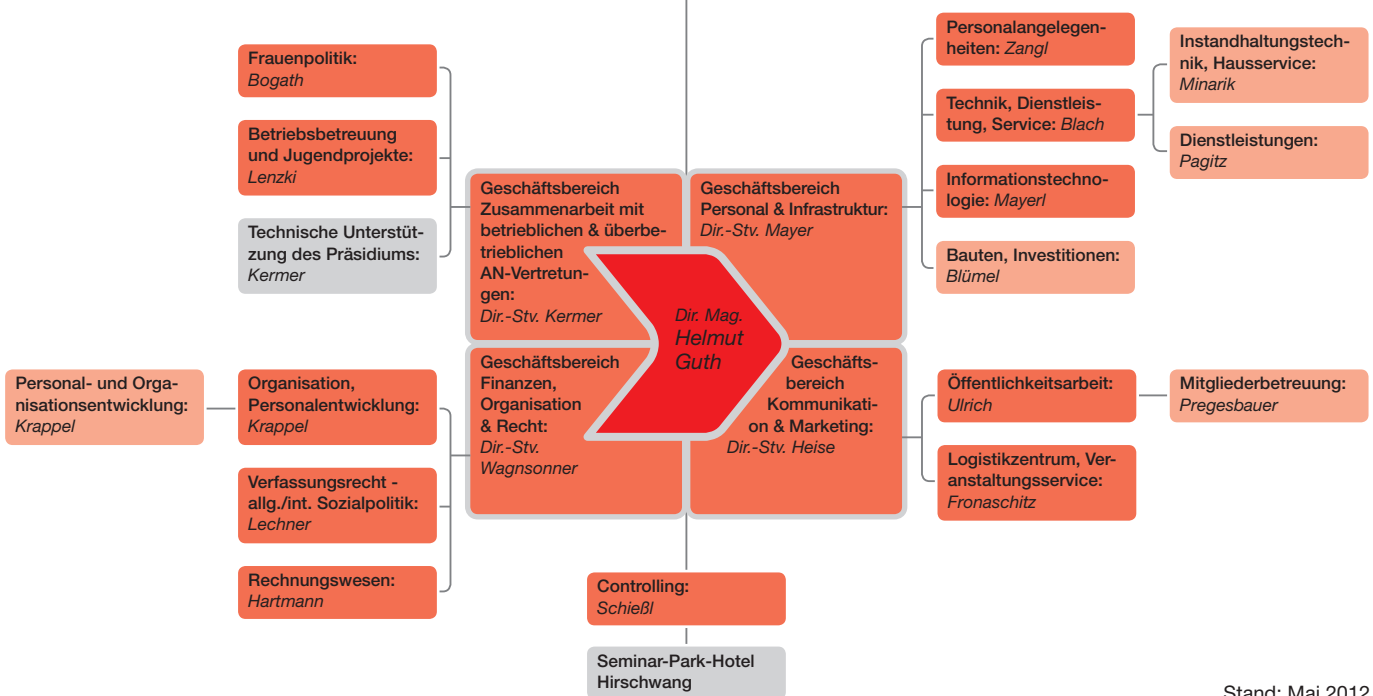 Frauenpolitik:
Bogath
Betriebsbetreuung
und Jugendprojekte:
Lenzki
Technische Unterstüt-
zung des Präsidiums:
Kermer
Geschäftsbereich
Zusammenarbeit mit
betrieblichen & überbe-
trieblichen
AN-Vertretun-
gen:
Dir.-Stv. Kermer
Geschäftsbereich
Personal & Infrastruktur:
Dir.-Stv. Mayer
Personalangelegen-
heiten: Zangl
Technik, Dienstleis-
tung, Service: Blach
Informationstechno-
logie: Mayerl
Bauten, Investitionen:
Blümel
Instandhaltungstech-
nik, Hausservice:
Minarik
Dienstleistungen:
Pagitz
Dir. Mag.
Helmut
Guth
Personal- und Orga-
nisationsentwicklung:
Krappel
Organisation,
Personalentwicklung:
Krappel
Verfassungsrecht -
allg./int. Sozialpolitik:
Lechner
Rechnungswesen:
Hartmann
Geschäftsbereich
Finanzen,
Organisation
& Recht:
Dir.-Stv.
Wagnsonner
Geschäfts-
bereich
Kommunikati-
on & Marketing:
Dir.-Stv. Heise
Öffentlichkeitsarbeit:
Ulrich
Logistikzentrum, Ver-
anstaltungsservice:
Fronaschitz
Mitgliederbetreuung:
Pregesbauer
Controlling:
Schießl
Seminar-Park-Hotel
Hirschwang
Stand: Mai 2012